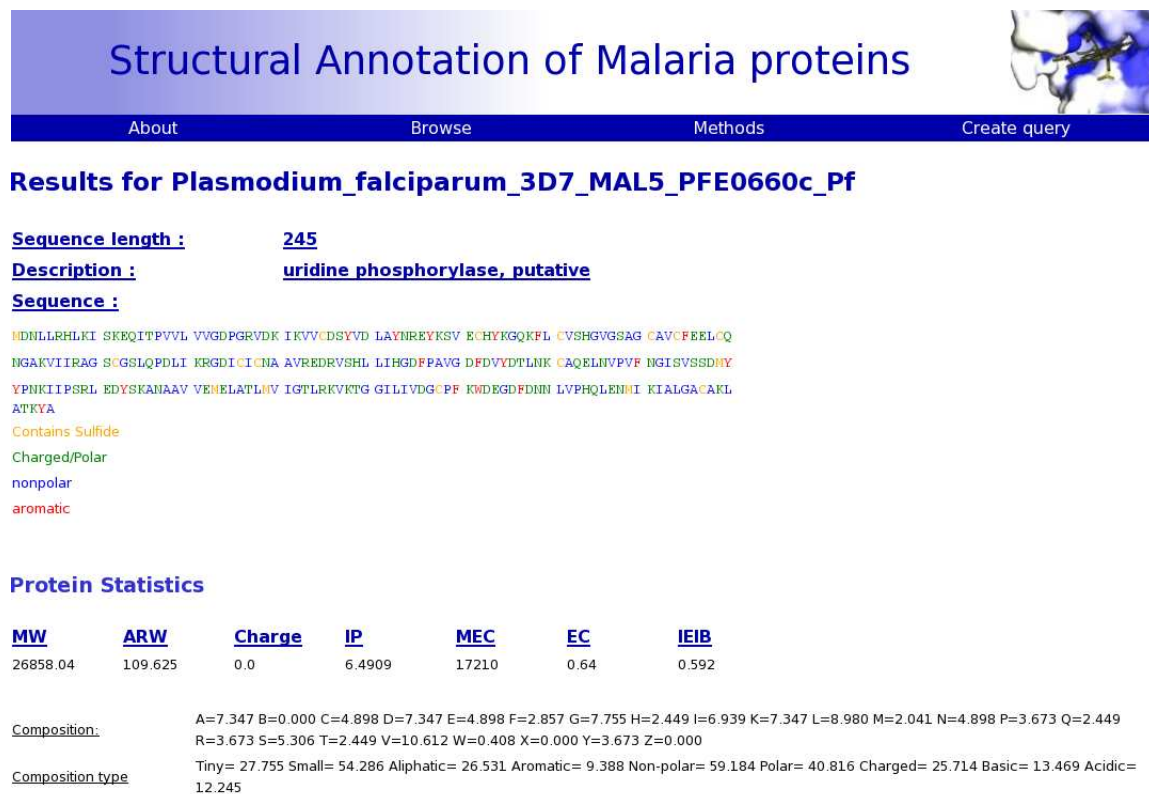 Structural Annotation of Malaria proteins
About Browse Methods Create query
Results for Plasmodium_falciparum_3D7_MAL5_PFE0660c_Pf
Sequence length : 245
Description : uridine phosphorylase, putative
Sequence :
MDNLLRHLKI SKEQITPVVL VVGDPGRVDK IKVVCDSYVD LAYNREYKSV ECHYKGQKFL CVSHGVGSAG CAVCFEELCQ
NGAKVIIRAG SCGSLQPDLI KRGDICICNA AVREDRVSHL LIHGDFPAVG DFDVYDTLNK CAQELNVPVF NGISVSSDMY
YPNKIIPSRL EDYSKANAAV VEMELATLMV IGTLRKVKTG GILIVDGCPF KWDEGDFDNN LVPHQLENMI KIALGACAKL
ATKYA
Contains Sulfide
Charged/Polar
nonpolar
aromatic
Protein Statistics
MW ARW Charge IP MEC EC IEIB
26858.04 109.625 0.0 6.4909 17210 0.64 0.592
Composition: A=7.347 B=0.000 C=4.898 D=7.347 E=4.898 F=2.857 G=7.755 H=2.449 I=6.939 K=7.347 L=8.980 M=2.041 N=4.898 P=3.673 Q=2.449
R=3.673 S=5.306 T=2.449 V=10.612 W=0.408 X=0.000 Y=3.673 Z=0.000
Composition type Tiny= 27.755 Small= 54.286 Aliphatic= 26.531 Aromatic= 9.388 Non-polar= 59.184 Polar= 40.816 Charged= 25.714 Basic= 13.469 Acidic=
12.245